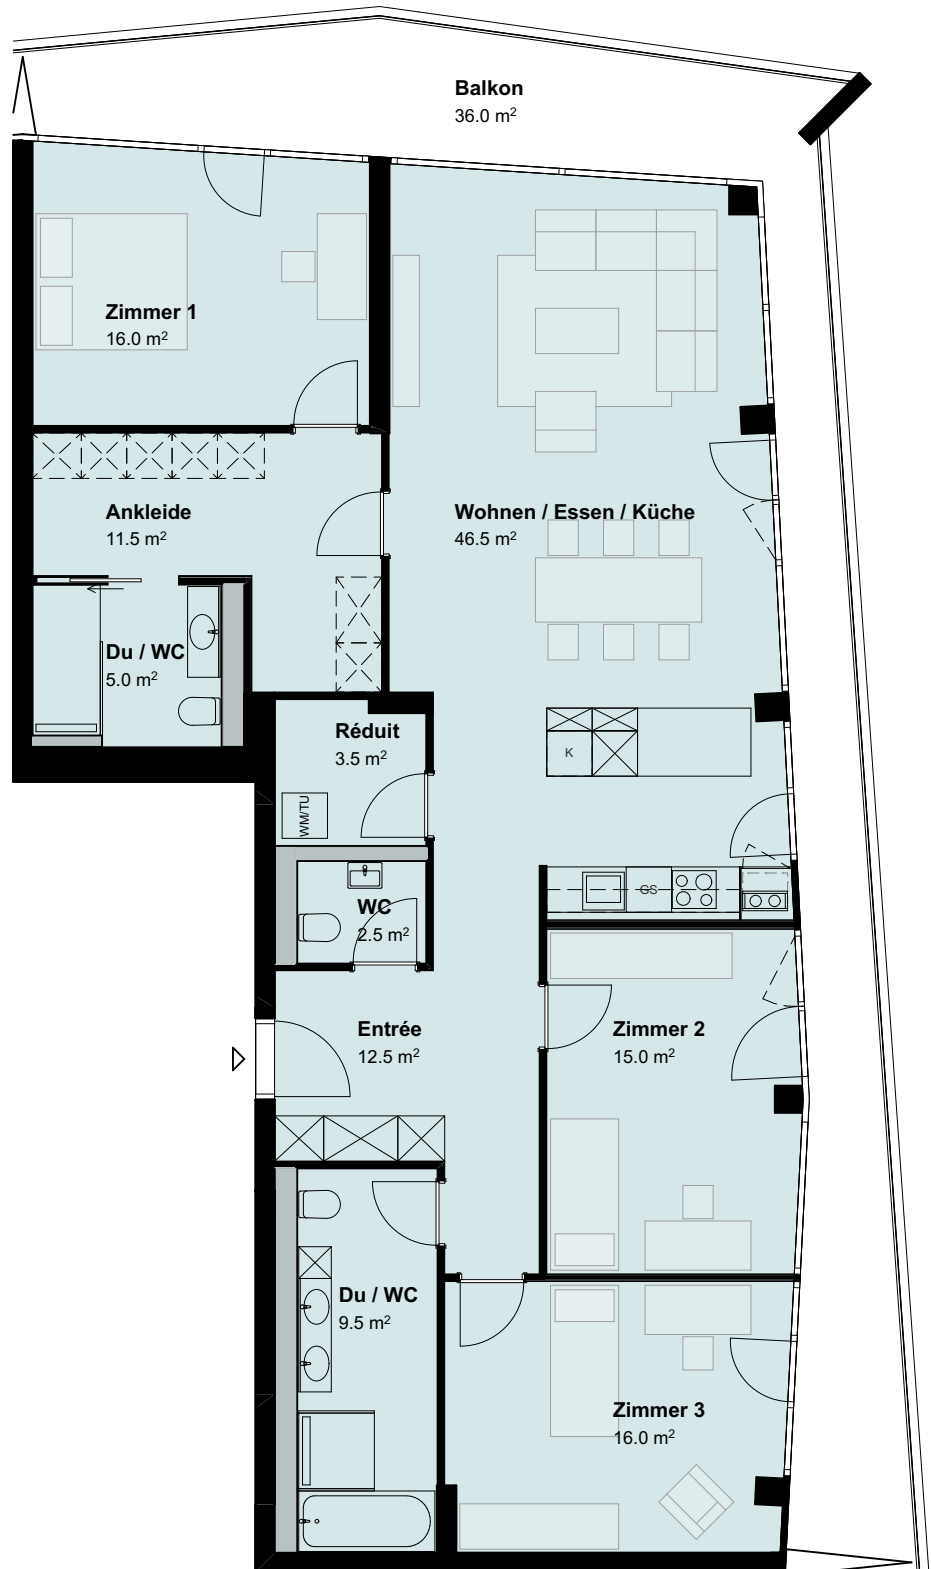 Balkon
36.0 m²
Zimmer 1
16.0 m²
Ankleide
11.5 m²
Wohnen / Essen / Küche
46.5 m²
Du / WC
5.0 m²
Réduit
3.5 m²
K
WM/TU
GS
WC
2.5 m²
Entrée
12.5 m²
Zimmer 2
15.0 m²
Du / WC
9.5 m²
Zimmer 3
16.0 m²